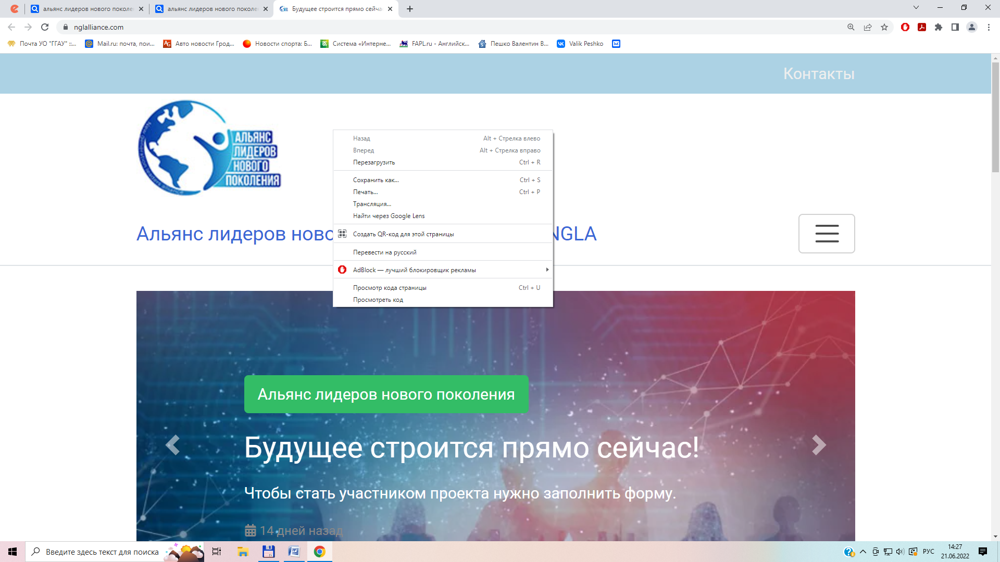 альянс лидеров нового поколе
альянс лидеров нового поколе
Будущее строится прямо сейча
nglalliance.com
Почта УО "ГГАУ" ::...
Mail.ru: почта, пои...
Авто новости Грод...
Новости спорта: Б...
Система «Интерне...
FAPL.ru - Английск...
Пешко Валентин В...
Valik Peshko
Контакты
АЛЬЯНС
ЛИДЕРОВ
НОВОГО
ПОКОЛЕНИЯ
Назад Alt + Стрелка влево
Вперед Alt + Стрелка вправо
Перезагрузить Ctrl + R
Сохранить как... Ctrl + S
Печать... Ctrl + P
Трансляция...
Найти через Google Lens
Альянс лидеров ново
NGLA
Создать QR-код для этой страницы
Перевести на русский
AdBlock — лучший блокировщик рекламы
Просмотр кода страницы Ctrl + U
Просмотреть код
Альянс лидеров нового поколения
Будущее строится прямо сейчас!
Чтобы стать участником проекта нужно заполнить форму.
14 дней назад
Введите здесь текст для поиска
РУС
14:27
21.06.2022